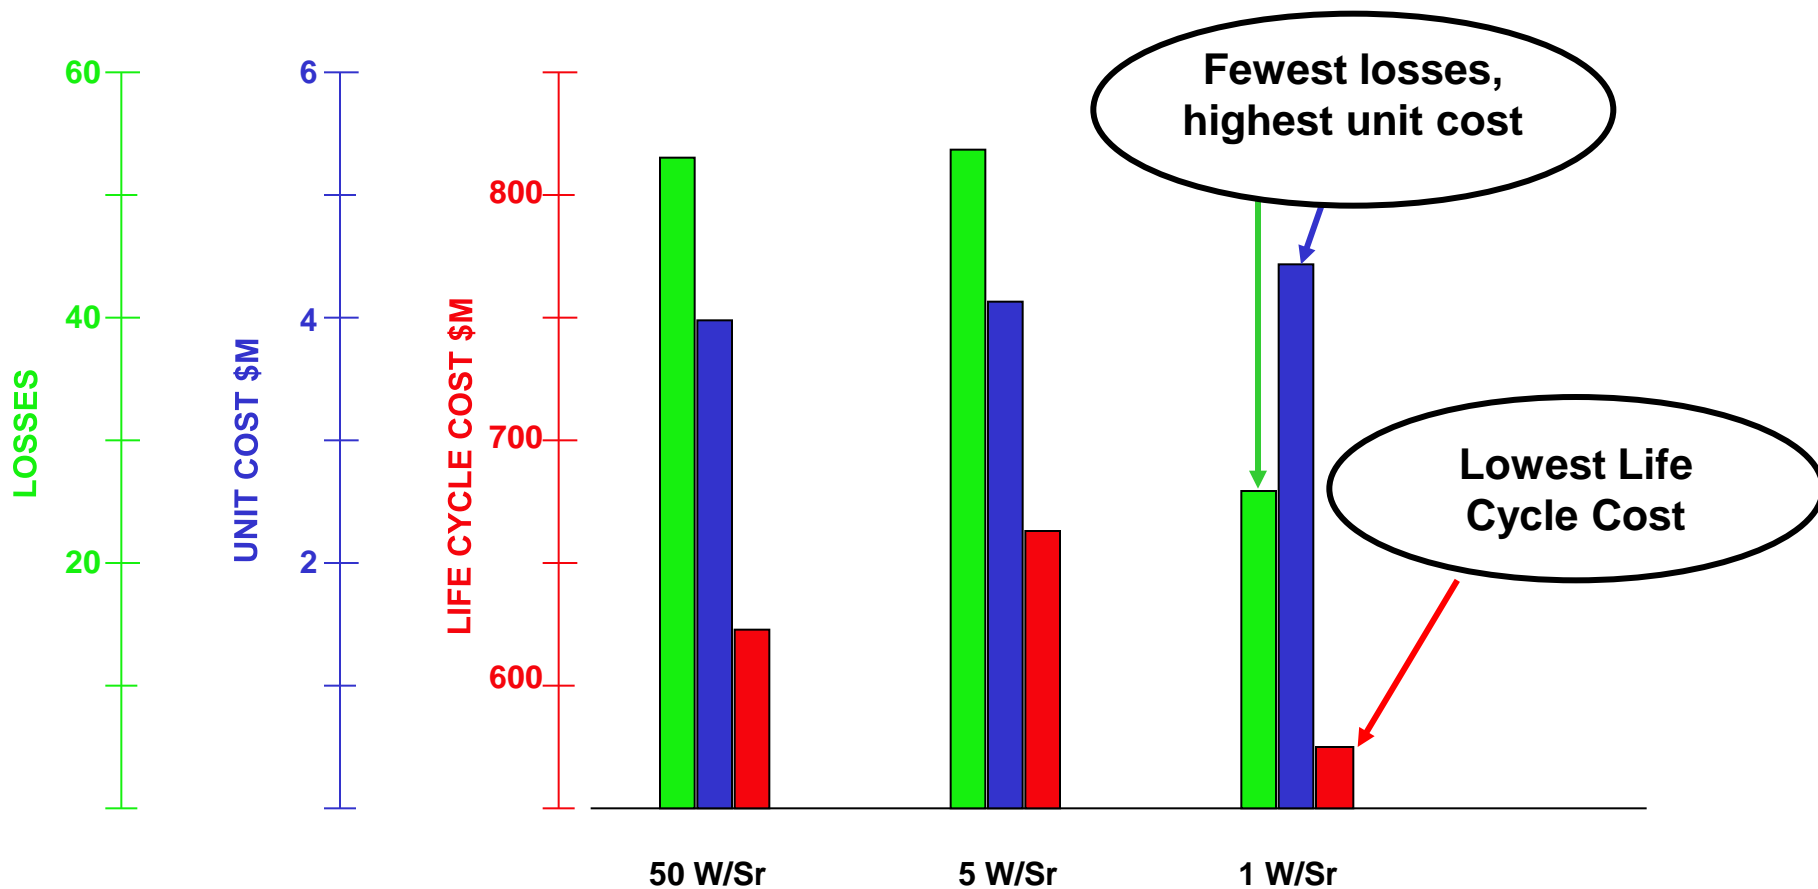 LOSSES
60
40
20
UNIT COST $M
6
4
2
LIFE CYCLE COST $M
800
700
600
Fewest losses,
highest unit cost
Lowest Life
Cycle Cost
50 W/Sr
5 W/Sr
1 W/Sr